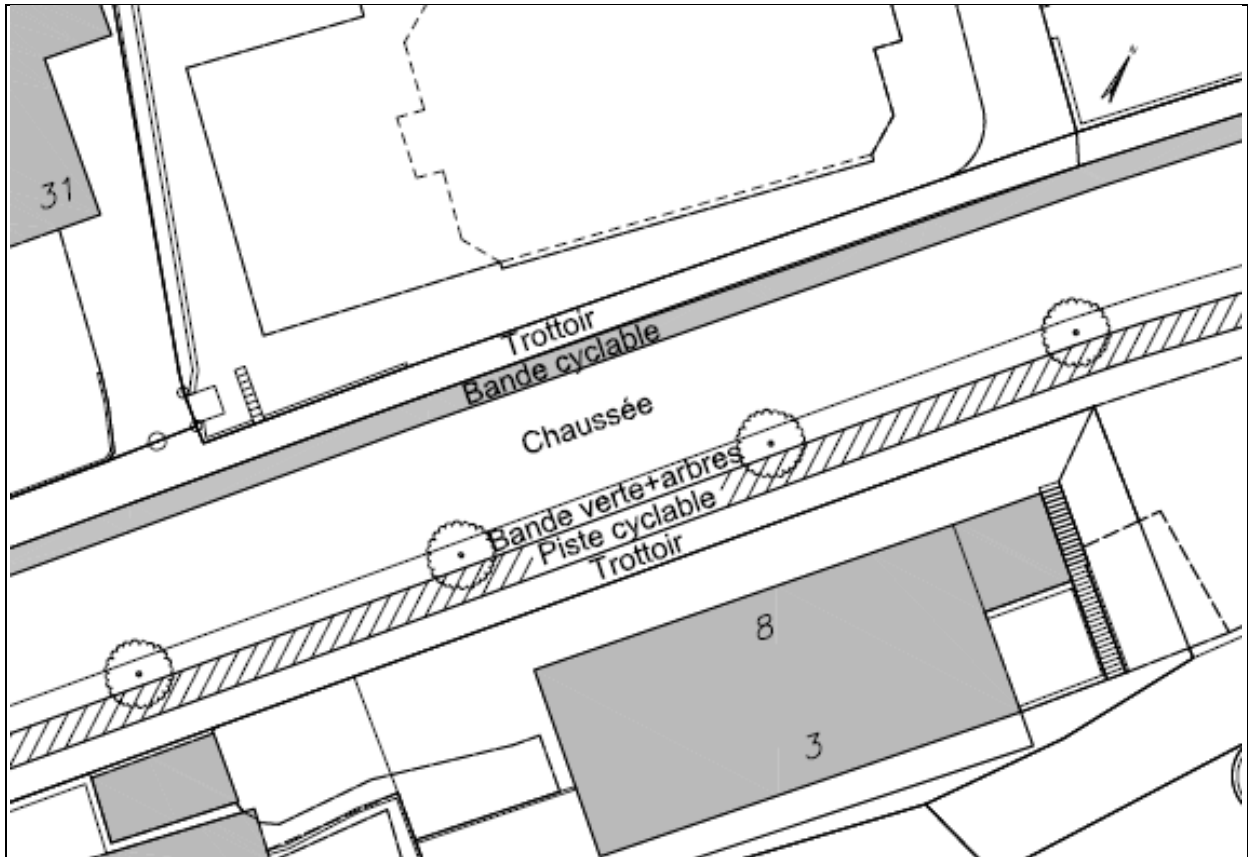 31
Trottoir
Bande cyclable
Chaussée
Bande verte+arbres
Piste cyclable
Trottoir
8
3